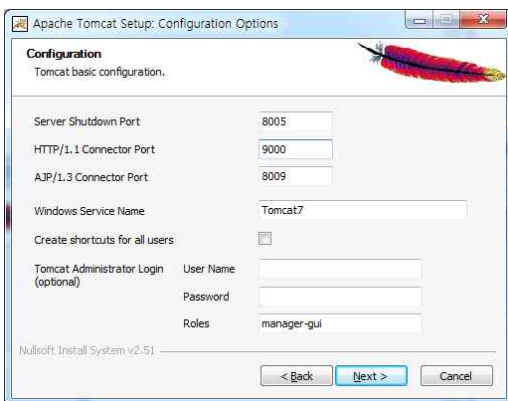 Apache Tomcat Setup: Configuration Options
Configuration
Tomcat basic configuration.
Server Shutdown Port 8005
HTTP/1.1 Connector Port 9000
AJP/1.3 Connector Port 8009
Windows Service Name Tomcat7
Create shortcuts for all users
Tomcat Administrator Login User Name
(optional)
Password
Roles manager-gui
Nullsoft Install System v2.51
< Back Next > Cancel